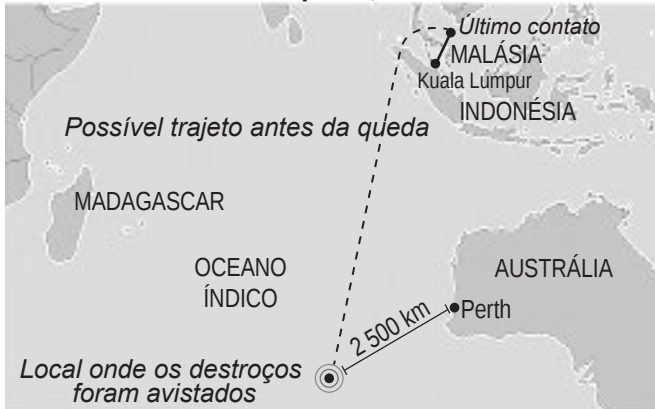 Último contato
MALÁSIA
Kuala Lumpur
INDONÉSIA
Possível trajeto antes da queda
MADAGASCAR
OCEANO
ÍNDICO
AUSTRÁLIA
Perth
2 500 km
Local onde os destroços
foram avistados